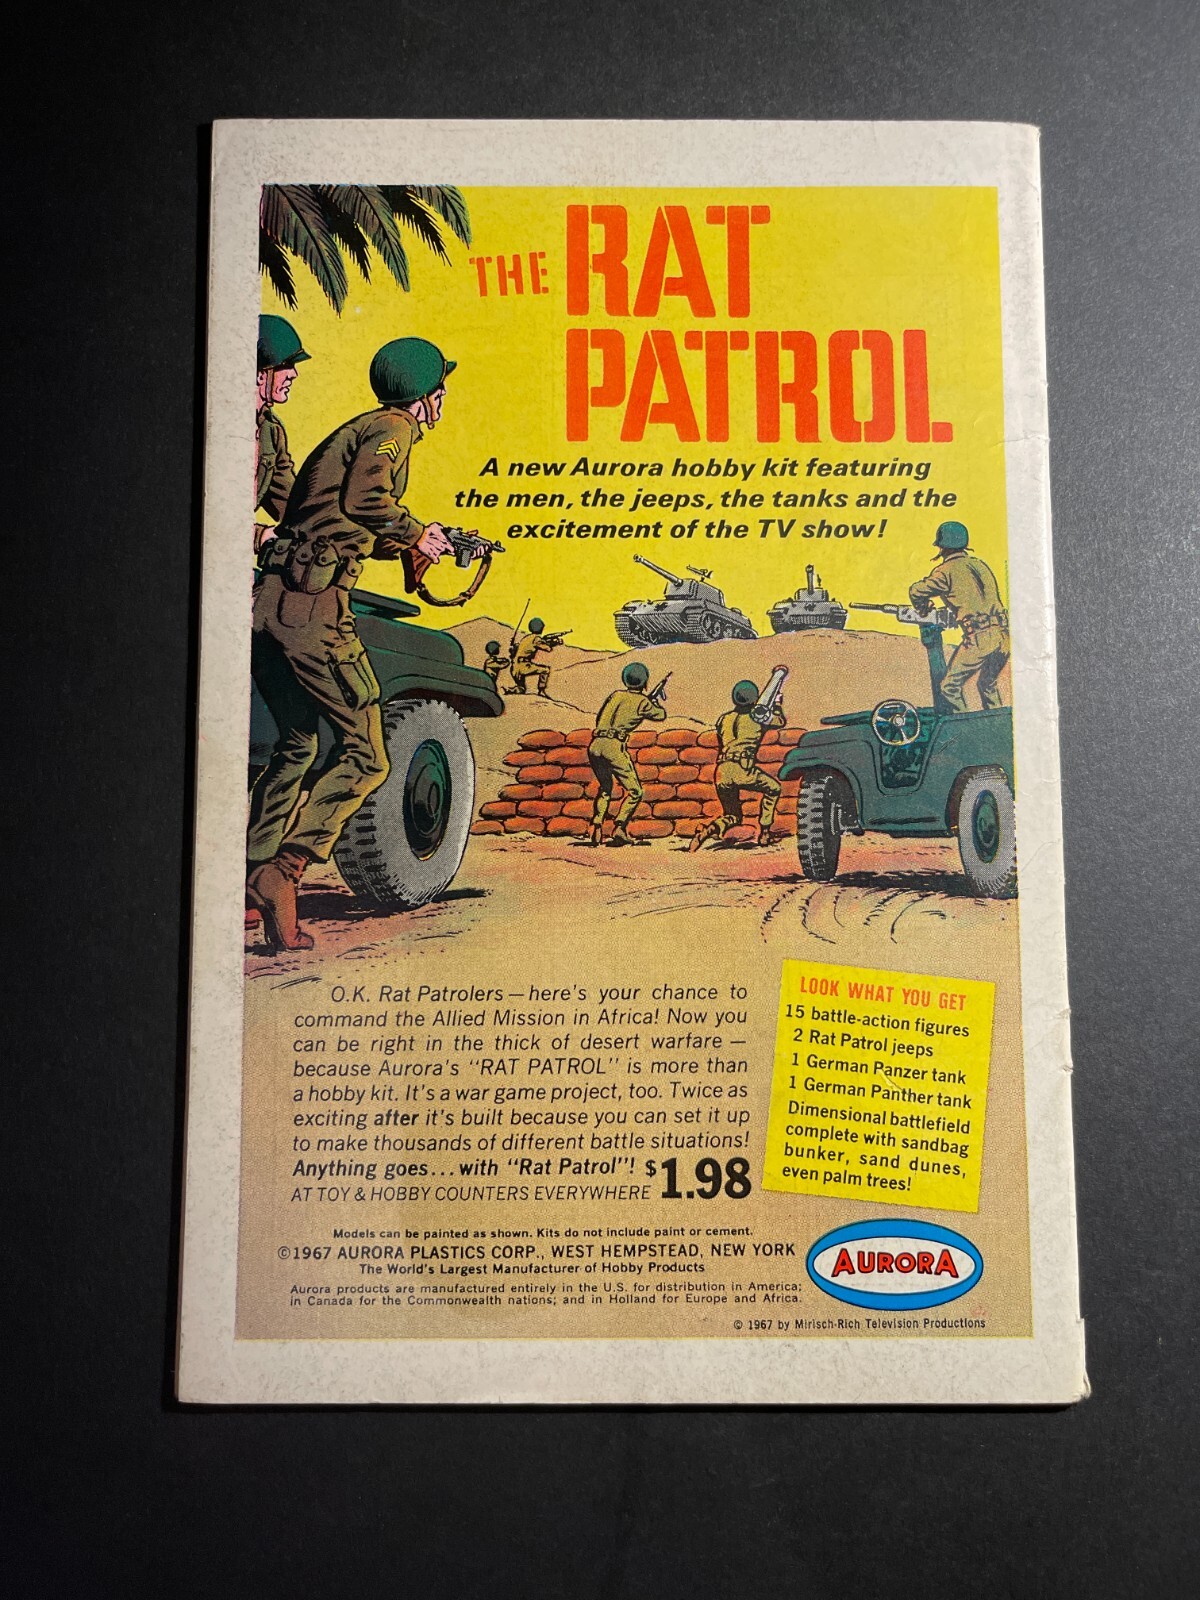 THE RAT
PATROL
A new Aurora hobby kit featuring
the men, the jeeps, the tanks and the
excitement of the TV show!
O.K. Rat Patrolers—here's your chance to
command the Allied Mission in Africa! Now you
can be right in the thick of desert warfare—
because Aurora's "RAT PATROL" is more than
a hobby kit. It's a war game project, too. Twice as
exciting after it's built because you can set it up
to make thousands of different battle situations!
Anything goes...with "Rat Patrol"! $1.98
AT TOY & HOBBY COUNTERS EVERYWHERE
LOOK WHAT YOU GET
15 battle-action figures
2 Rat Patrol jeeps
1 German Panzer tank
1 German Panther tank
Dimensional battlefield
complete with sandbag
bunker, sand dunes,
even palm trees!
Models can be painted as shown. Kits do not include paint or cement.
©1967 AURORA PLASTICS CORP., WEST HEMPSTEAD, NEW YORK
The World's Largest Manufacturer of Hobby Products
Aurora products are manufactured entirely in the U.S. for distribution in America;
in Canada for the Commonwealth nations; and in Holland for Europe and Africa.
AURORA
© 1967 by Mirisch-Rich Television Productions